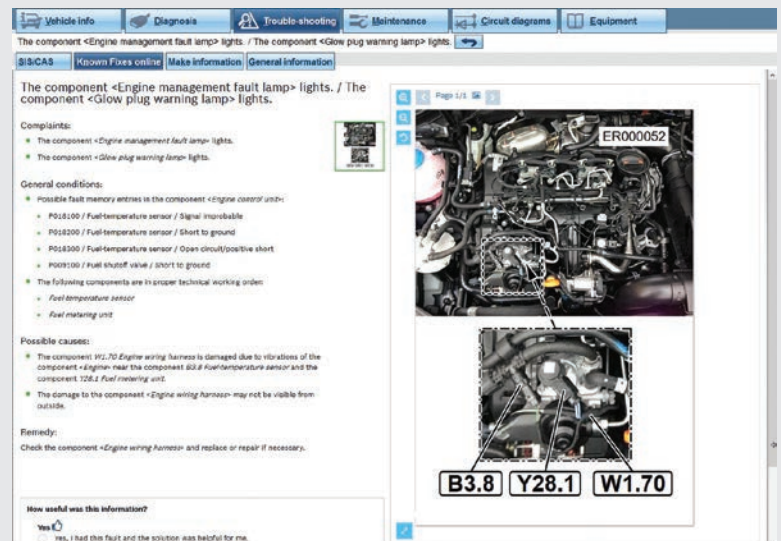 Vehicle info
Diagnosis
Trouble-shooting
Maintenance
Circuit diagrams
Equipment
The component <Engine management fault lamp> lights. / The component <Glow plug warning lamp> lights.
SIS/CAS
Known Fixes online
Make information
General information
The component <Engine management fault lamp> lights. / The
component <Glow plug warning lamp> lights.
Complaints:
The component <Engine management fault lamp> lights.
The component <Glow plug warning lamp> lights.
General conditions:
Possible fault memory entries in the component <Engine control unit>:
P018100 / Fuel-temperature sensor / Signal improbable
P018200 / Fuel-temperature sensor / Short to ground
P018300 / Fuel-temperature sensor / Open circuit/positive short
P009100 / Fuel shutoff valve / Short to ground
The following components are in proper technical working order:
Fuel-temperature sensor
Fuel metering unit
Possible causes:
The component W1.70 Engine wiring harness is damaged due to vibrations of the
component <Engine> near the component B3.8 Fuel-temperature sensor and the
component Y28.1 Fuel metering unit.
The damage to the component <Engine wiring harness> may not be visible from
outside.
Remedy:
Check the component <Engine wiring harness> and replace or repair if necessary.
How useful was this information?
Yes
Yes, I had this fault and the solution was helpful for me.
Page 1/1
ER000052
B3.8
Y28.1
W1.70